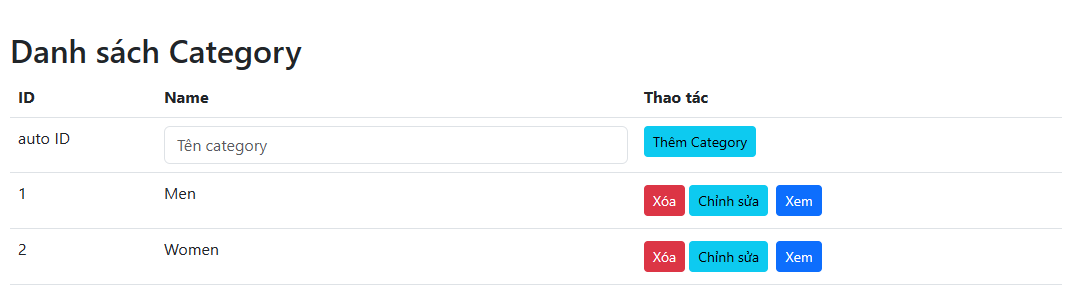 Danh sách Category
ID Name Thao tác
auto ID Tên category Thêm Category
1 Men Xóa Chỉnh sửa Xem
2 Women Xóa Chỉnh sửa Xem